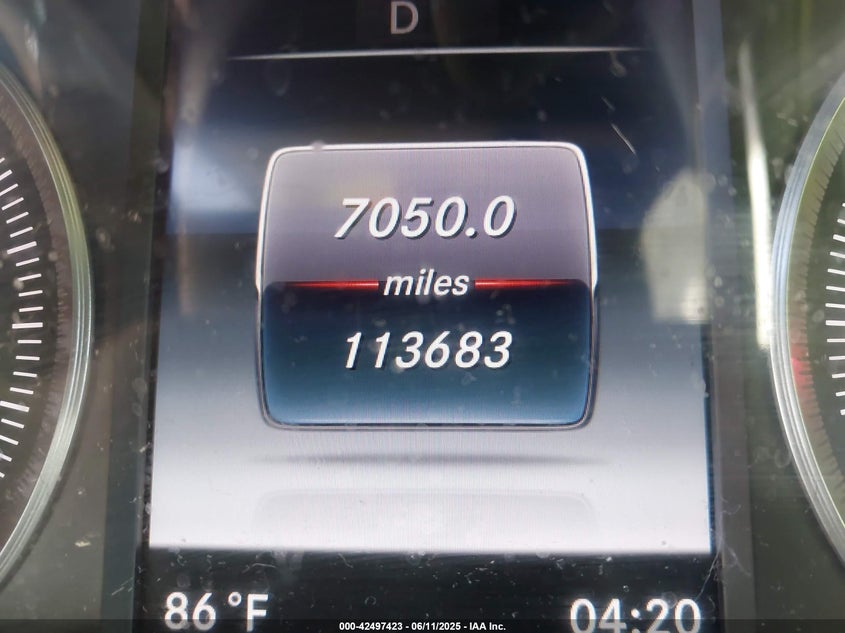 D
7050.0
miles
113683
86 °F 04:20
000-42497423 - 06/11/2025 - IAA Inc.